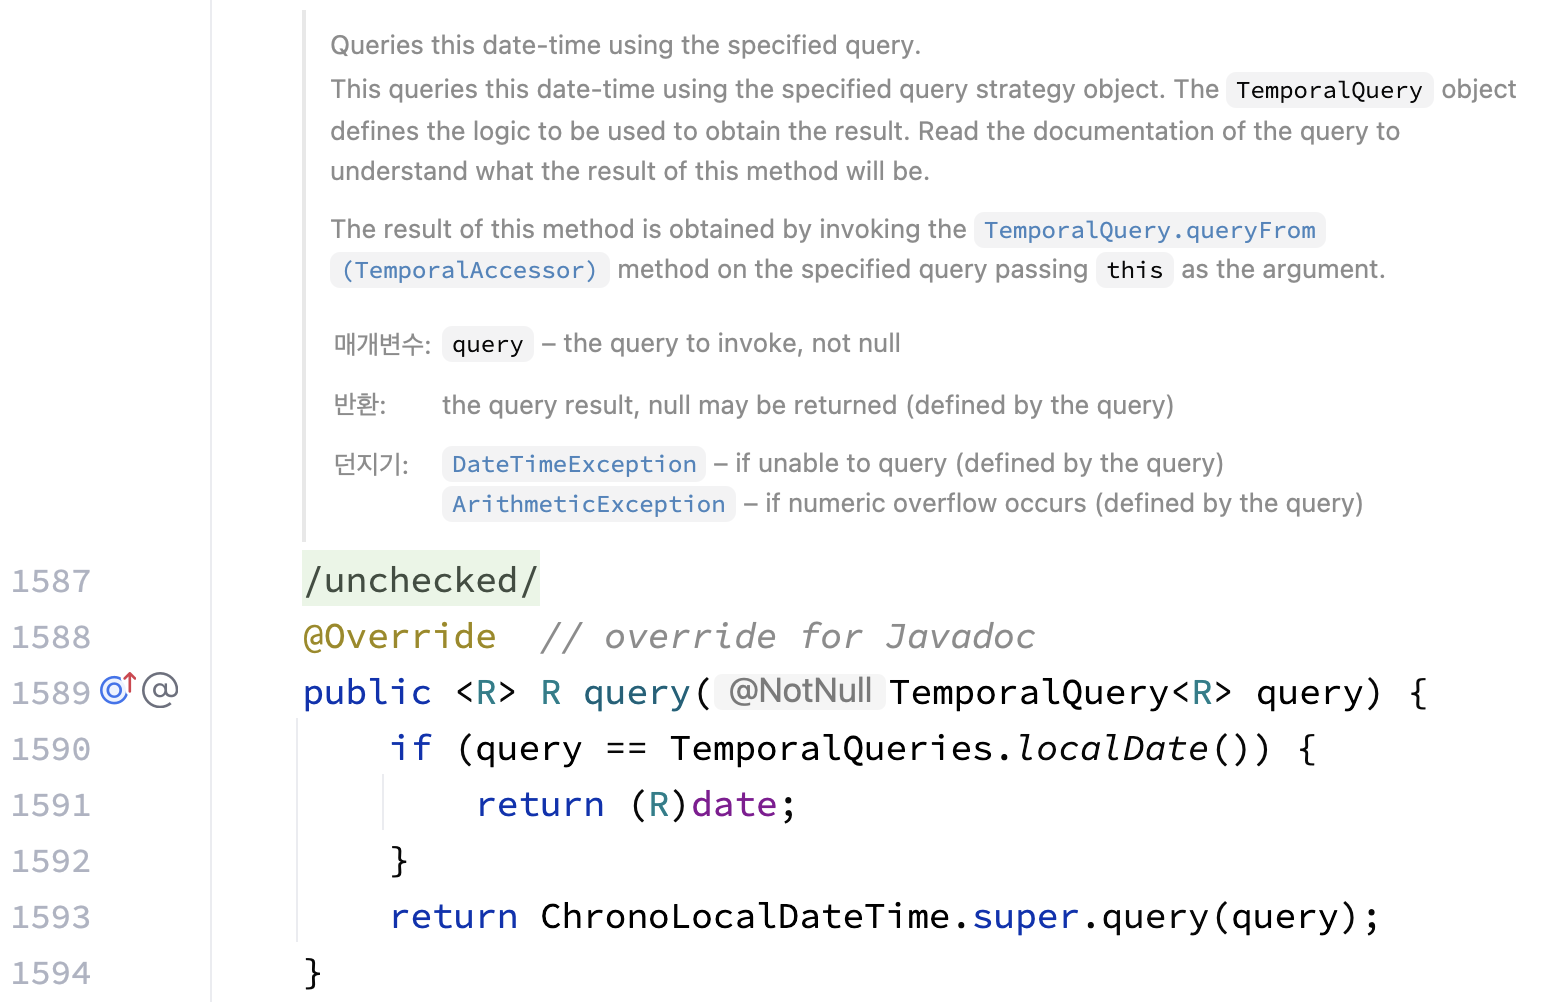 Queries this date-time using the specified query.
This queries this date-time using the specified query strategy object. The TemporalQuery object
defines the logic to be used to obtain the result. Read the documentation of the query to
understand what the result of this method will be.
The result of this method is obtained by invoking the TemporalQuery.queryFrom
(TemporalAccessor) method on the specified query passing this as the argument.
매개변수: query – the query to invoke, not null
반환: the query result, null may be returned (defined by the query)
던지기: DateTimeException – if unable to query (defined by the query)
ArithmeticException – if numeric overflow occurs (defined by the query)
1587 /unchecked/
1588 @Override // override for Javadoc
1589 @ public <R> R query( @NotNull TemporalQuery<R> query) {
1590 if (query == TemporalQueries.localDate()) {
1591 return (R)date;
1592 }
1593 return ChronoLocalDateTime.super.query(query);
1594 }